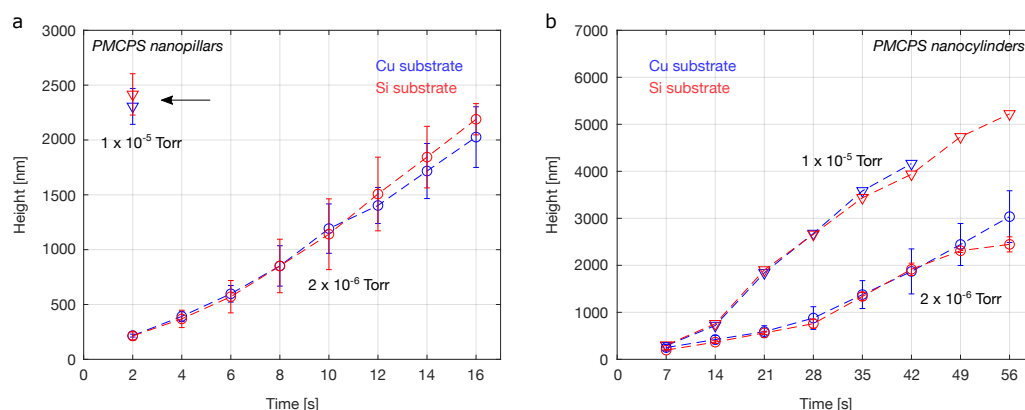 a
PMCPS nanopillars
Cu substrate
Si substrate
1 x 10⁻⁵ Torr
2 x 10⁻⁶ Torr
Height [nm]
3000
2500
2000
1500
1000
500
0
0 2 4 6 8 10 12 14 16
Time [s]
b
PMCPS nanocylinders
Cu substrate
Si substrate
1 x 10⁻⁵ Torr
2 x 10⁻⁶ Torr
Height [nm]
7000
6000
5000
4000
3000
2000
1000
0
0 7 14 21 28 35 42 49 56
Time [s]